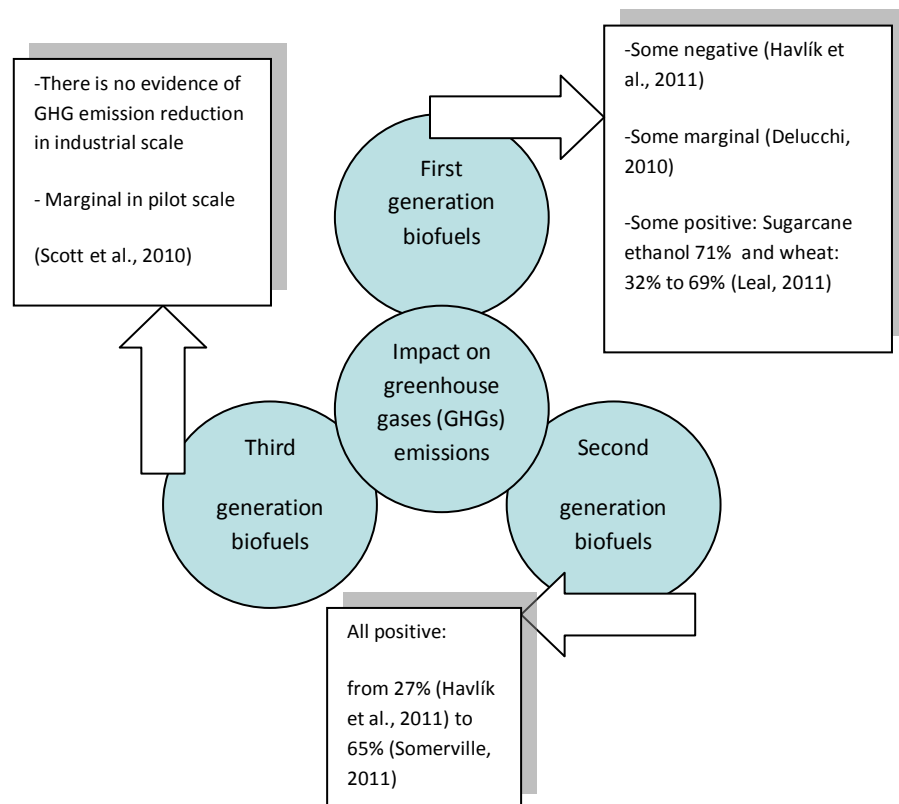 -There is no evidence of
GHG emission reduction
in industrial scale
- Marginal in pilot scale
(Scott et al., 2010)
-Some negative (Havlík et
al., 2011)
-Some marginal (Delucchi,
2010)
-Some positive: Sugarcane
ethanol 71% and wheat:
32% to 69% (Leal, 2011)
First
generation
biofuels
Impact on
greenhouse
gases (GHGs)
emissions
Third
generation
biofuels
Second
generation
biofuels
All positive:
from 27% (Havlík
et al., 2011) to
65% (Somerville,
2011)